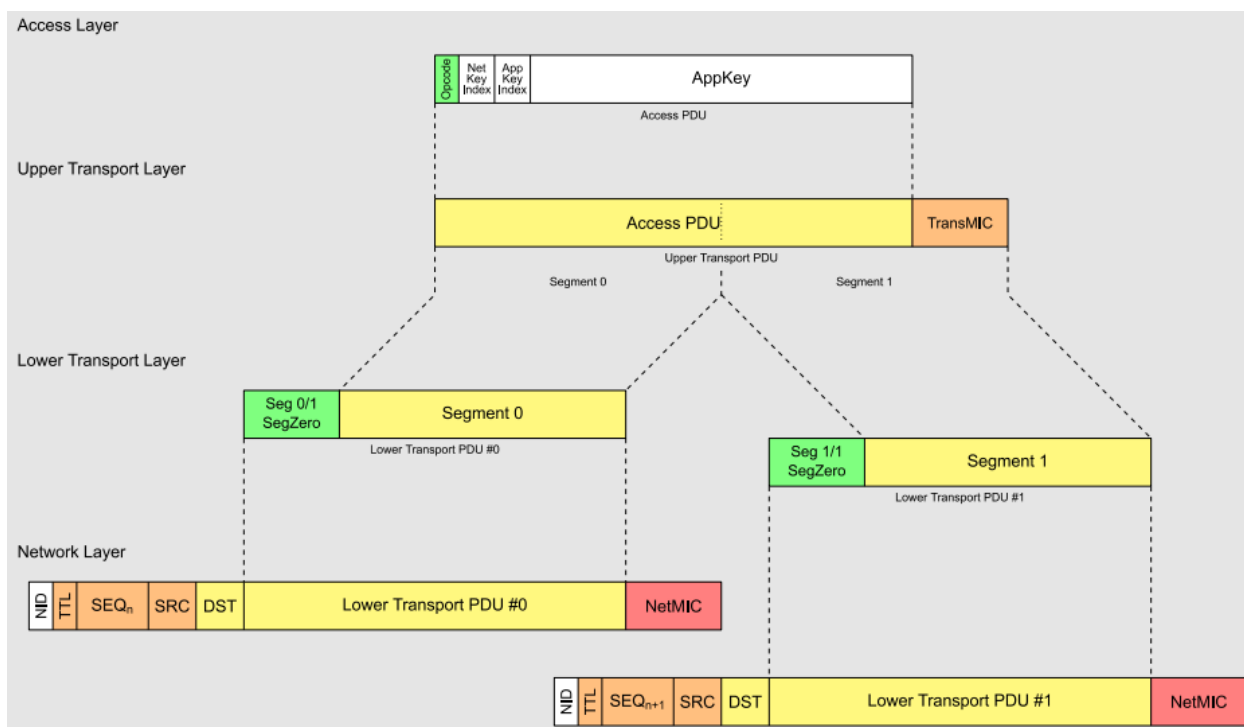 Access Layer
Opcode
Net
Key
Index
App
Key
Index
AppKey
Access PDU
Upper Transport Layer
Access PDU
TransMIC
Upper Transport PDU
Segment 0
Segment 1
Lower Transport Layer
Seg 0/1
SegZero
Segment 0
Lower Transport PDU #0
Seg 1/1
SegZero
Segment 1
Lower Transport PDU #1
Network Layer
NID
TTL
SEQn
SRC
DST
Lower Transport PDU #0
NetMIC
NID
TTL
SEQn+1
SRC
DST
Lower Transport PDU #1
NetMIC